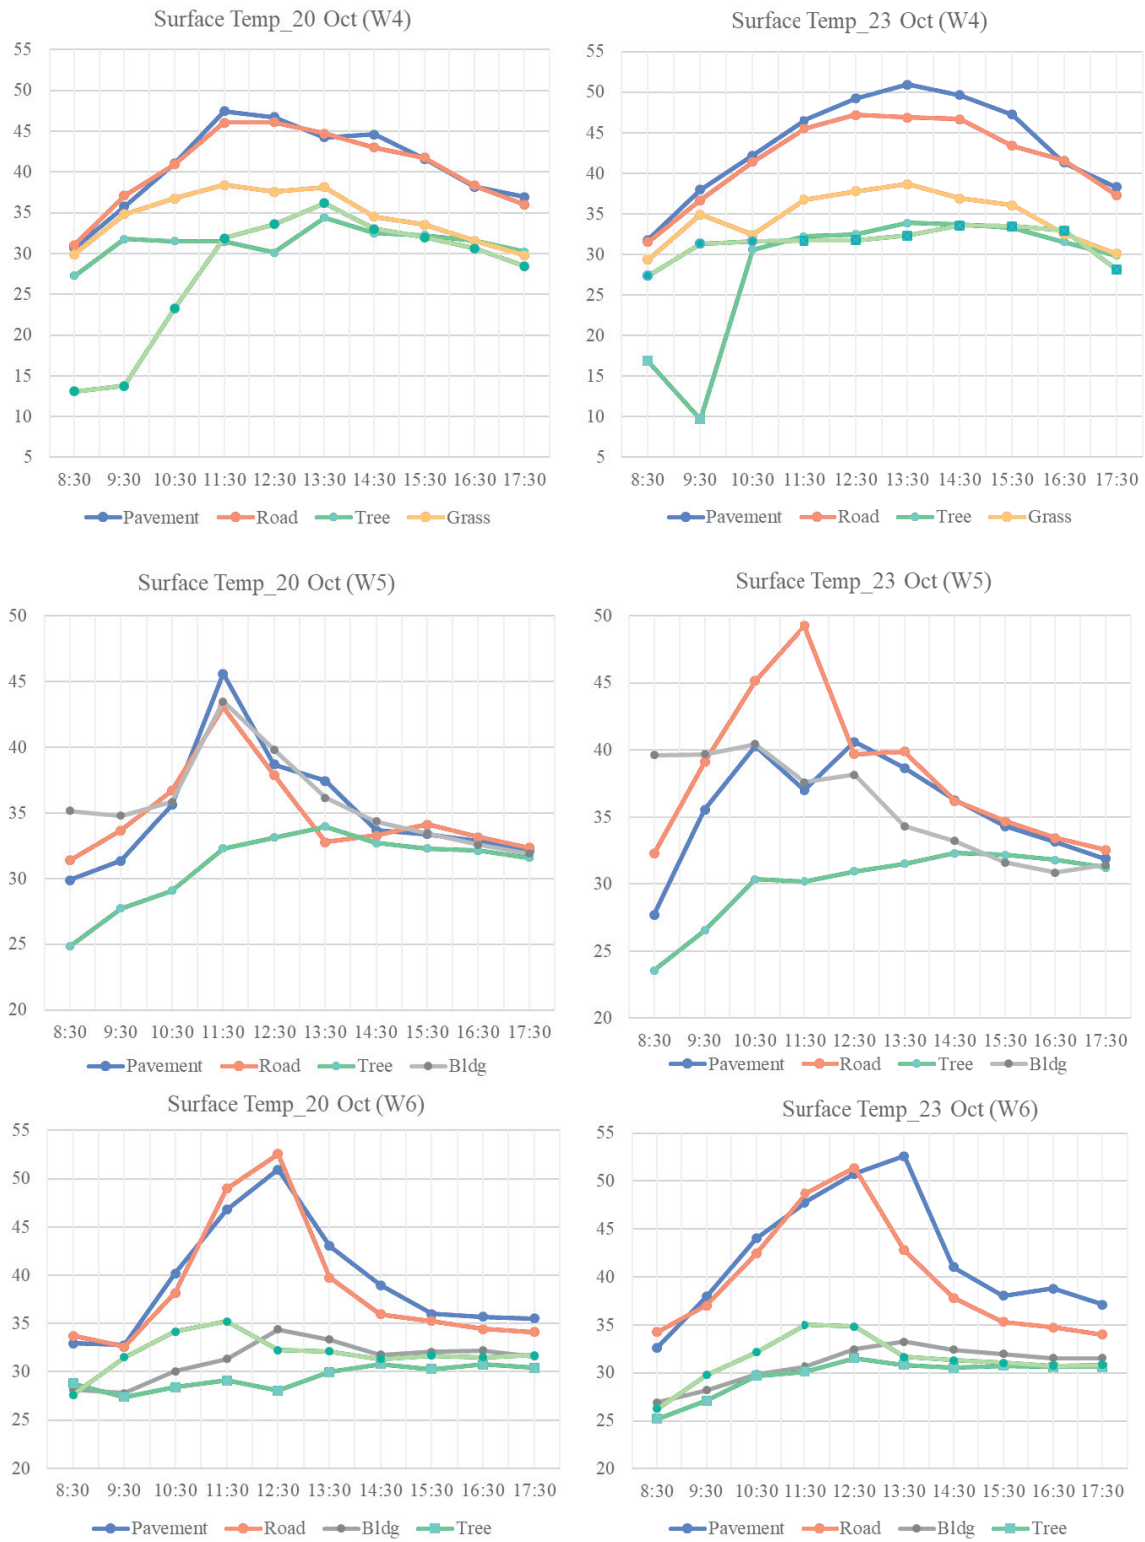 Surface Temp_20 Oct (W4)
55
50
45
40
35
30
25
20
15
10
5
8:30 9:30 10:30 11:30 12:30 13:30 14:30 15:30 16:30 17:30
Pavement Road Tree Grass
Surface Temp_23 Oct (W4)
55
50
45
40
35
30
25
20
15
10
5
8:30 9:30 10:30 11:30 12:30 13:30 14:30 15:30 16:30 17:30
Pavement Road Tree Grass
Surface Temp_20 Oct (W5)
50
45
40
35
30
25
20
8:30 9:30 10:30 11:30 12:30 13:30 14:30 15:30 16:30 17:30
Pavement Road Tree Bldg
Surface Temp_23 Oct (W5)
50
45
40
35
30
25
20
8:30 9:30 10:30 11:30 12:30 13:30 14:30 15:30 16:30 17:30
Pavement Road Tree Bldg
Surface Temp_20 Oct (W6)
55
50
45
40
35
30
25
20
8:30 9:30 10:30 11:30 12:30 13:30 14:30 15:30 16:30 17:30
Pavement Road Bldg Tree
Surface Temp_23 Oct (W6)
55
50
45
40
35
30
25
20
8:30 9:30 10:30 11:30 12:30 13:30 14:30 15:30 16:30 17:30
Pavement Road Bldg Tree